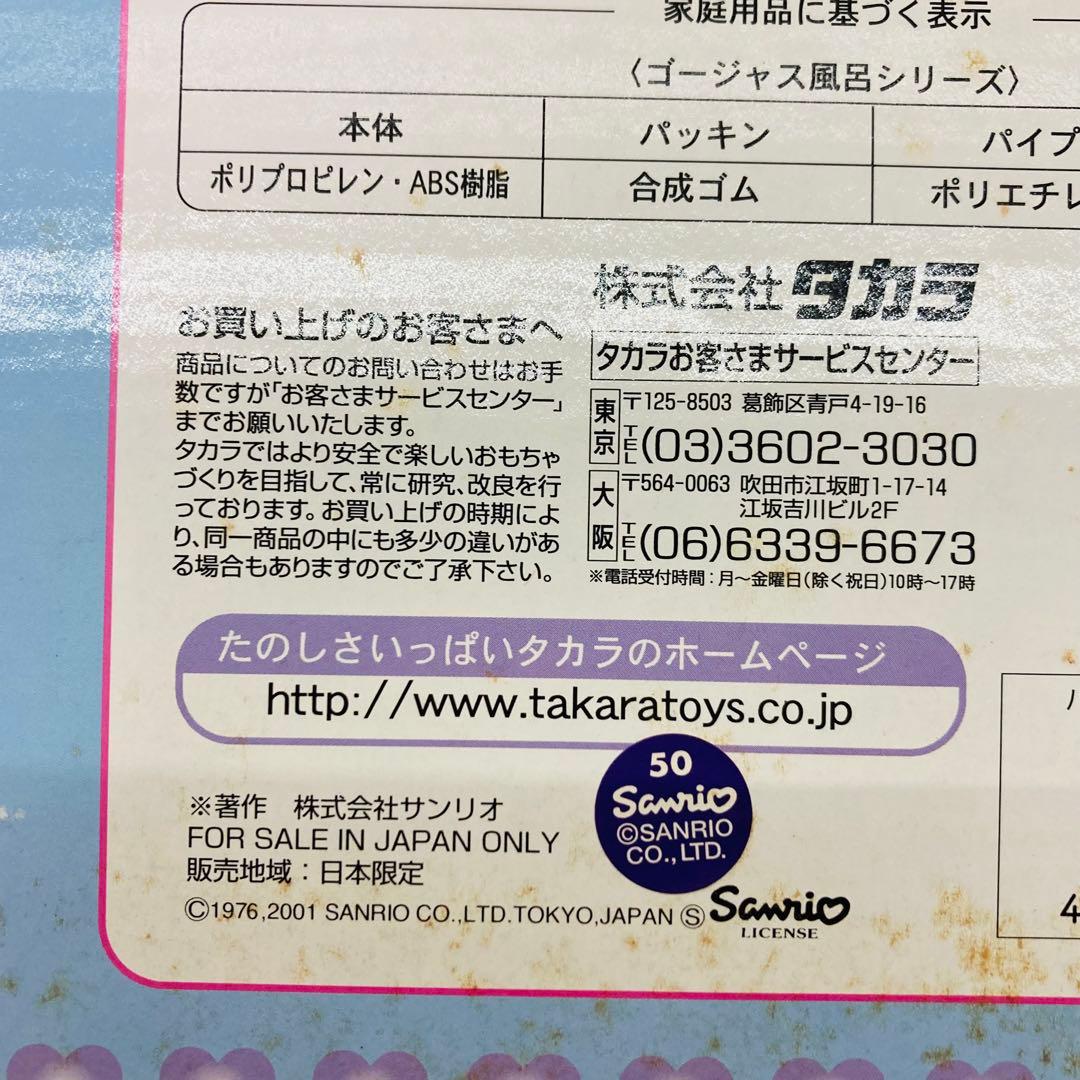 家庭用品に基づく表示
〈ゴージャス風呂シリーズ〉
本体 パッキン パイプ
ポリプロピレン・ABS樹脂 合成ゴム ポリエチレ
お買い上げのお客さまへ
商品についてのお問い合わせはお手
数ですが「お客さまサービスセンター」
までお願いいたします。
タカラではより安全で楽しいおもちゃ
づくりを目指して、常に研究、改良を行
っております。お買い上げの時期によ
り、同一商品の中にも多少の違いがあ
る場合もありますのでご了承下さい。
株式会社タカラ
タカラお客さまサービスセンター
東京 〒125-8503 葛飾区青戸4-19-16
TEL(03)3602-3030
大阪 〒564-0063 吹田市江坂町1-17-14
江坂吉川ビル2F
TEL(06)6339-6673
※電話受付時間：月〜金曜日(除く祝日)10時〜17時
たのしさいっぱいタカラのホームページ
http://www.takaratoys.co.jp
50
Sanrio
©SANRIO
CO.,LTD.
※著作 株式会社サンリオ
FOR SALE IN JAPAN ONLY
販売地域：日本限定
©1976,2001 SANRIO CO.,LTD.TOKYO,JAPAN Ⓢ
Sanrio
LICENSE
4